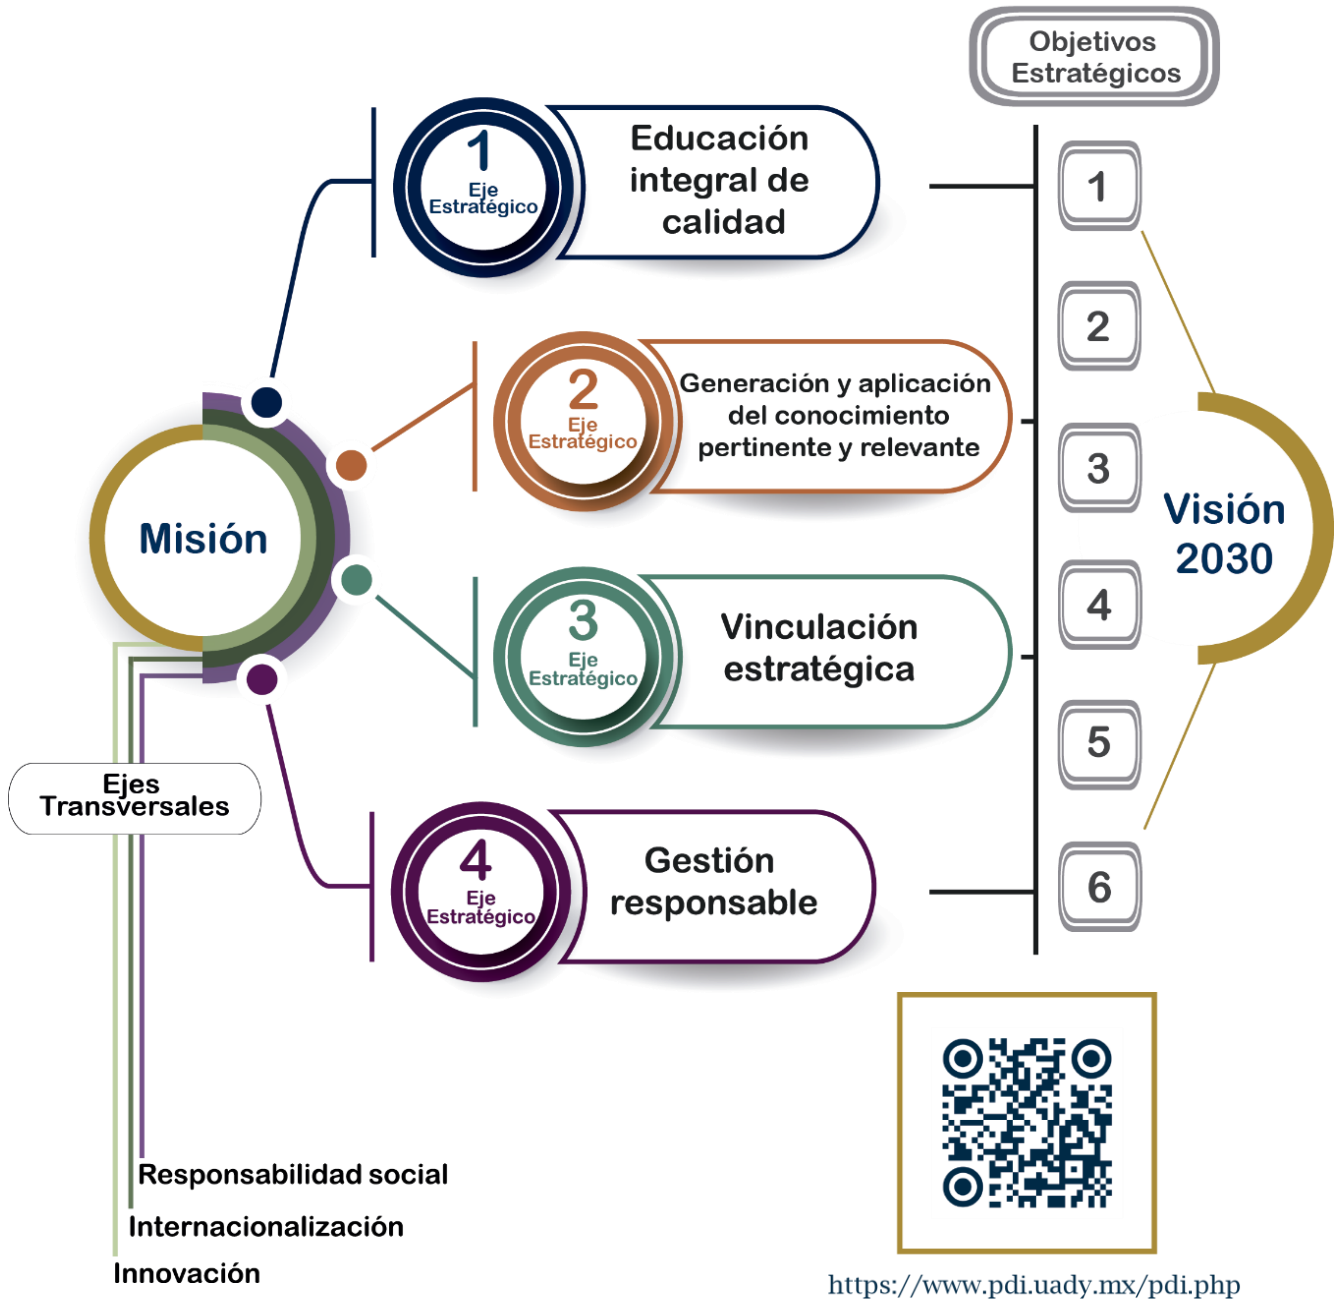 Objetivos
Estratégicos
1
Eje
Estratégico
Educación
integral de
calidad
2
Eje
Estratégico
Generación y aplicación
del conocimiento
pertinente y relevante
3
Eje
Estratégico
Vinculación
estratégica
4
Eje
Estratégico
Gestión
responsable
1
2
3
4
5
6
Misión
Visión
2030
Ejes
Transversales
Responsabilidad social
Internacionalización
Innovación
https://www.pdi.uady.mx/pdi.php